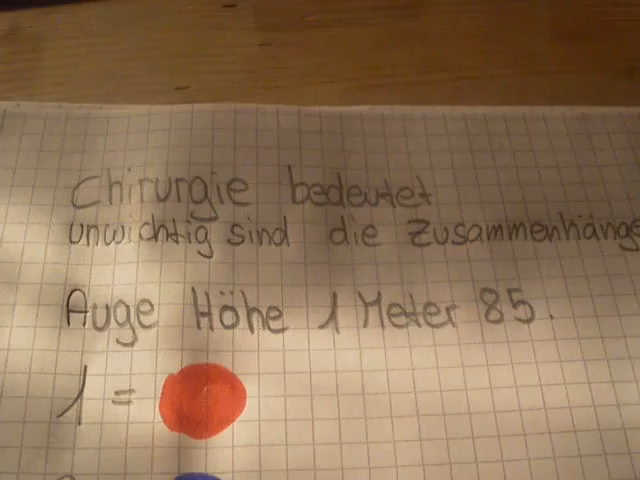 Chirurgie bedeutet
unwichtig sind die Zusammenhänge
Auge Höhe 1 Meter 85.
1 =